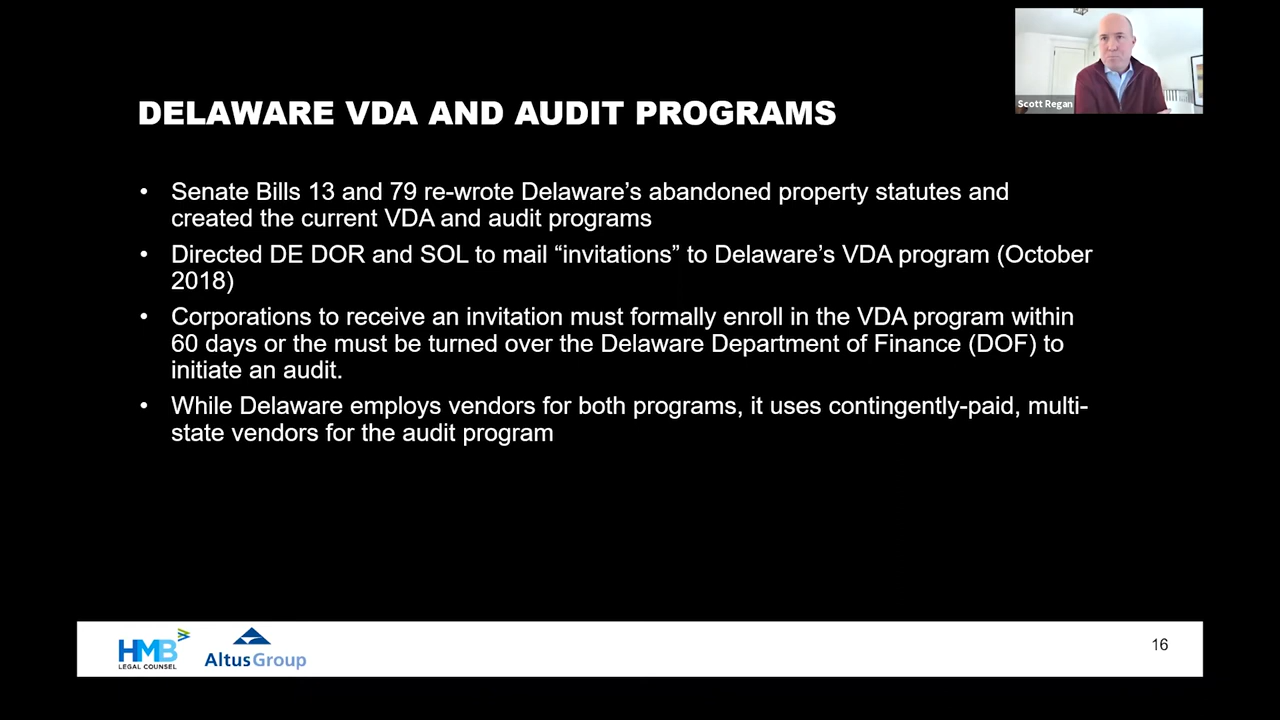 Scott Regan
DELAWARE VDA AND AUDIT PROGRAMS
• Senate Bills 13 and 79 re-wrote Delaware’s abandoned property statutes and
created the current VDA and audit programs
• Directed DE DOR and SOL to mail “invitations” to Delaware’s VDA program (October
2018)
• Corporations to receive an invitation must formally enroll in the VDA program within
60 days or the must be turned over the Delaware Department of Finance (DOF) to
initiate an audit.
• While Delaware employs vendors for both programs, it uses contingently-paid, multi-
state vendors for the audit program
HMB
LEGAL COUNSEL
AltusGroup
16